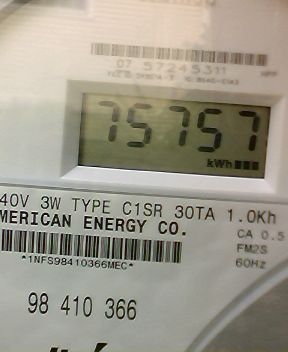 07 57245311
75757
kWh
40V 3W TYPE C1SR 30TA 1.0Kh
MERICAN ENERGY CO.
CA 0.5
FM2S
*1NFS98410366MEC*
60Hz
98 410 366